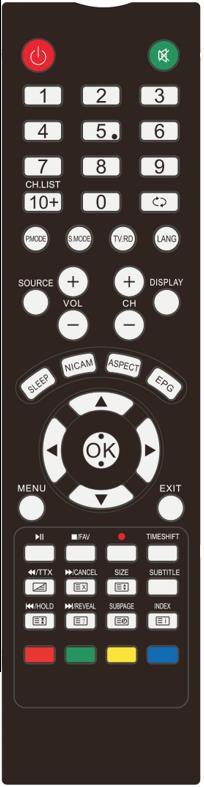 1 2 3
4 5 6
7 8 9
CH.LIST
10+ 0
P.MODE S.MODE TV.RD LANG
SOURCE + + DISPLAY
VOL CH
− −
SLEEP NICAM ASPECT EPG
OK
MENU EXIT
/FAV TIMESHIFT
/TTX /CANCEL SIZE SUBTITLE
/HOLD /REVEAL SUBPAGE INDEX